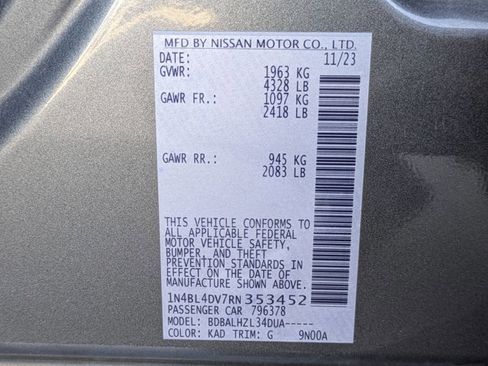 MFD BY NISSAN MOTOR CO., LTD.
DATE: 11/23
GVWR: 1963 KG
4328 LB
GAWR FR.: 1097 KG
2418 LB
GAWR RR.: 945 KG
2083 LB
THIS VEHICLE CONFORMS TO
ALL APPLICABLE FEDERAL
MOTOR VEHICLE SAFETY,
BUMPER, AND THEFT
PREVENTION STANDARDS IN
EFFECT ON THE DATE OF
MANUFACTURE SHOWN ABOVE.
1N4BL4DV7RN353452
PASSENGER CAR 796378
MODEL: BDBALHZL34DUA-----
COLOR: KAD TRIM: G 9N00A